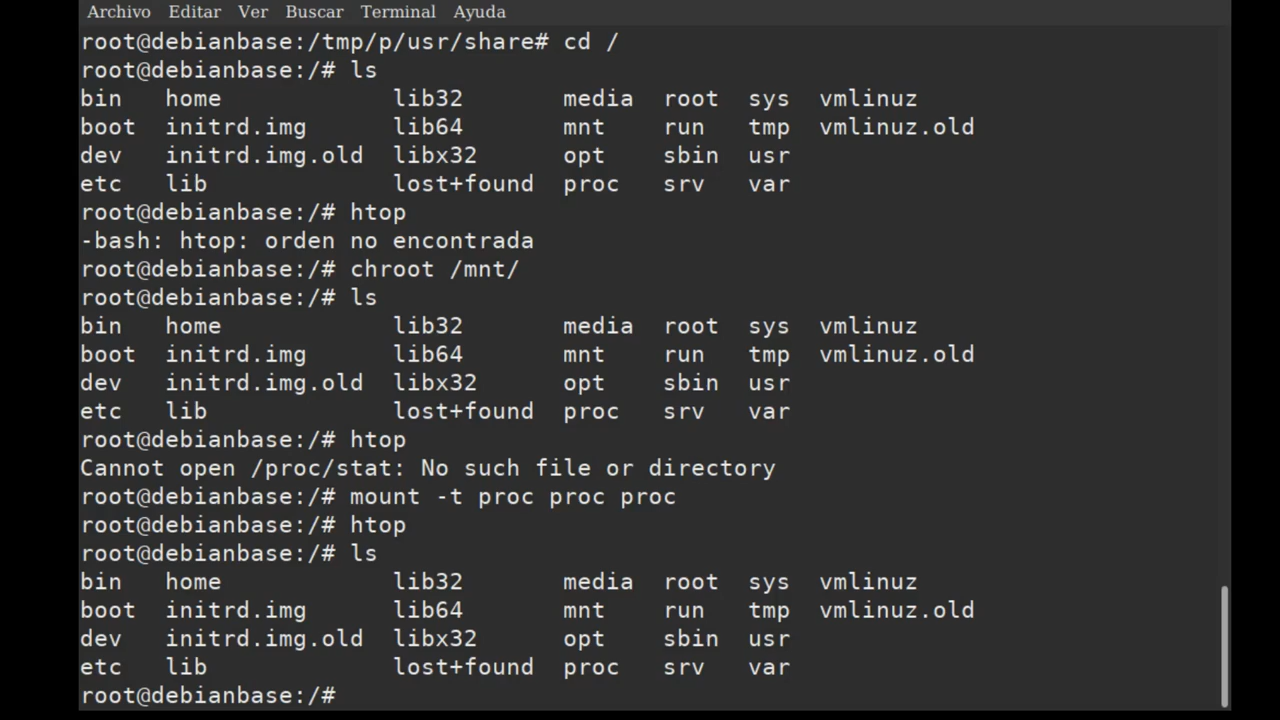 Archivo Editar Ver Buscar Terminal Ayuda
root@debianbase:/tmp/p/usr/share# cd /
root@debianbase:/# ls
bin home lib32 media root sys vmlinuz
boot initrd.img lib64 mnt run tmp vmlinuz.old
dev initrd.img.old libx32 opt sbin usr
etc lib lost+found proc srv var
root@debianbase:/# htop
-bash: htop: orden no encontrada
root@debianbase:/# chroot /mnt/
root@debianbase:/# ls
bin home lib32 media root sys vmlinuz
boot initrd.img lib64 mnt run tmp vmlinuz.old
dev initrd.img.old libx32 opt sbin usr
etc lib lost+found proc srv var
root@debianbase:/# htop
Cannot open /proc/stat: No such file or directory
root@debianbase:/# mount -t proc proc proc
root@debianbase:/# htop
root@debianbase:/# ls
bin home lib32 media root sys vmlinuz
boot initrd.img lib64 mnt run tmp vmlinuz.old
dev initrd.img.old libx32 opt sbin usr
etc lib lost+found proc srv var
root@debianbase:/#